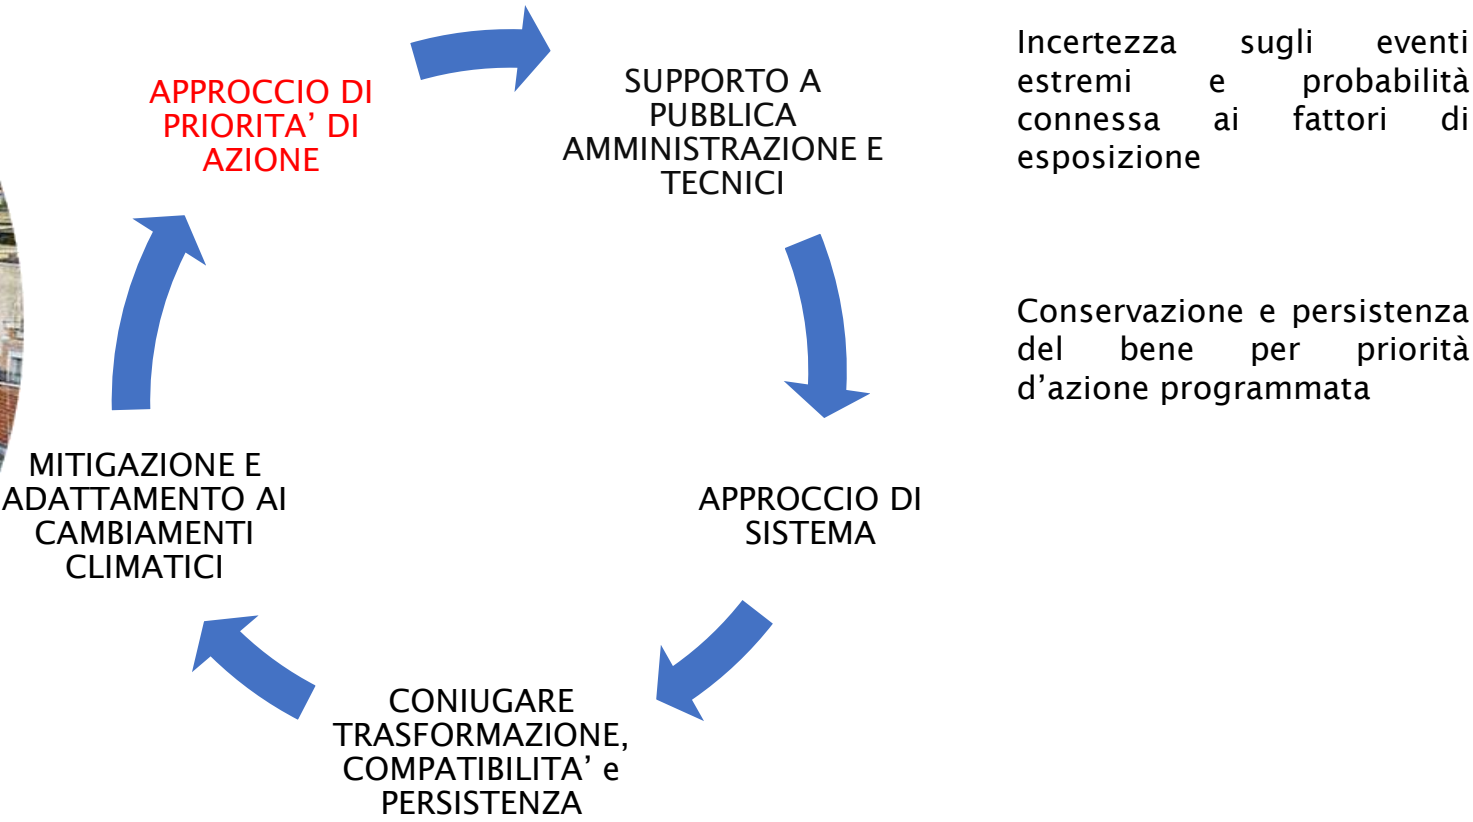 APPROCCIO DI
PRIORITA’ DI
AZIONE
SUPPORTO A
PUBBLICA
AMMINISTRAZIONE E
TECNICI
APPROCCIO DI
SISTEMA
CONIUGARE
TRASFORMAZIONE,
COMPATIBILITA’ e
PERSISTENZA
MITIGAZIONE E
ADATTAMENTO AI
CAMBIAMENTI
CLIMATICI
Incertezza sugli eventi
estremi e probabilità
connessa ai fattori di
esposizione
Conservazione e persistenza
del bene per priorità
d’azione programmata